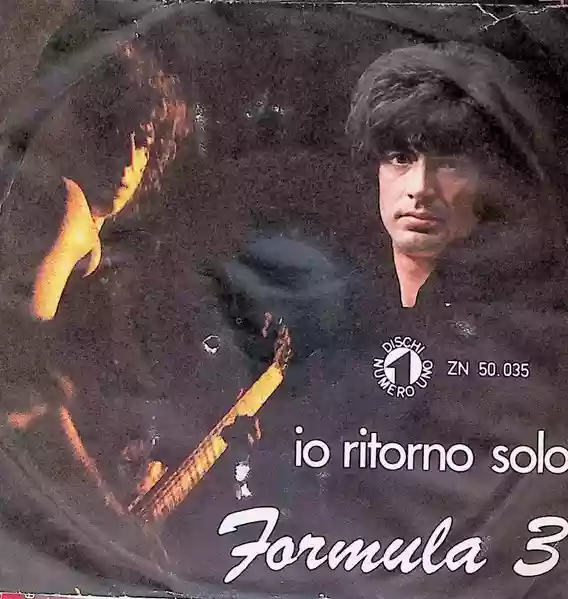 DISCHI
1
NUMERO UNO
ZN 50.035
io ritorno solo
Formula 3